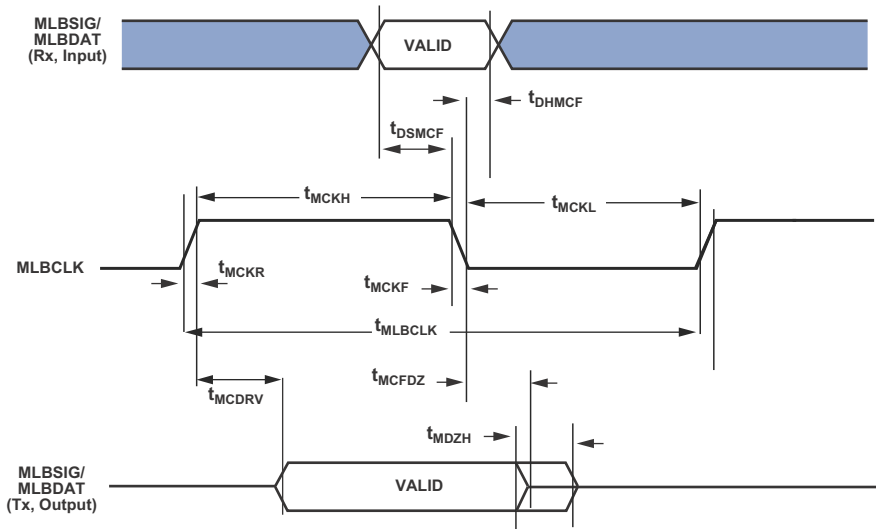 MLBSIG/
MLBDAT
(Rx, Input)
VALID
tDHMCF
tDSMCF
tMCKH
tMCKL
MLBCLK
tMCKR
tMCKF
tMLBCLK
tMCFDZ
tMCDRV
tMDZH
MLBSIG/
MLBDAT
(Tx, Output)
VALID